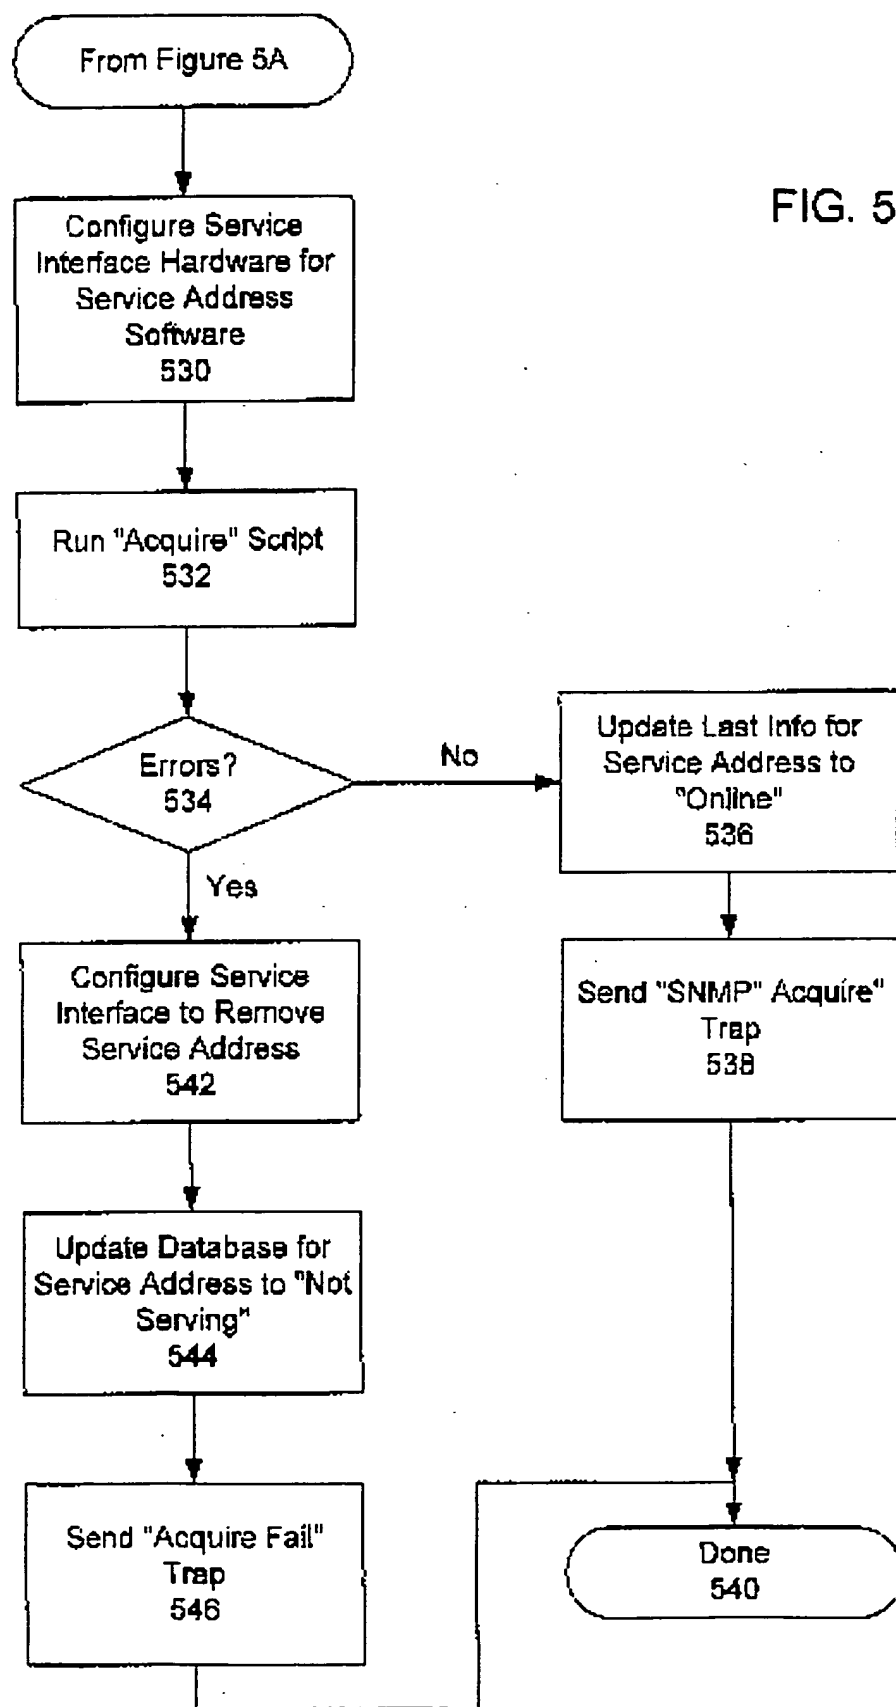 From Figure 5A
FIG. 5
Configure Service
Interface Hardware for
Service Address
Software
530
Run "Acquire" Script
532
Errors?
534
No
Yes
Update Last Info for
Service Address to
"Online"
536
Send "SNMP" Acquire"
Trap
538
Configure Service
Interface to Remove
Service Address
542
Update Database for
Service Address to "Not
Serving"
544
Send "Acquire Fail"
Trap
546
Done
540